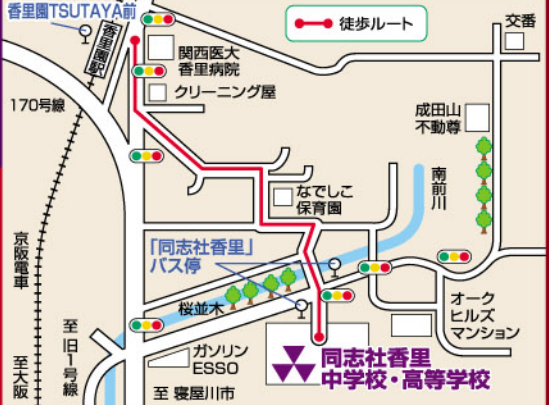 香里園TSUTAYA前
徒歩ルート
交番
香里園駅
関西医大
香里病院
クリーニング屋
170号線
成田山
不動尊
なでしこ
保育園
南前川
「同志社香里」
バス停
京阪電車
桜並木
オーク
ヒルズ
マンション
至旧1号線
ガソリン
ESSO
至大阪
至 寝屋川市
同志社香里
中学校・高等学校